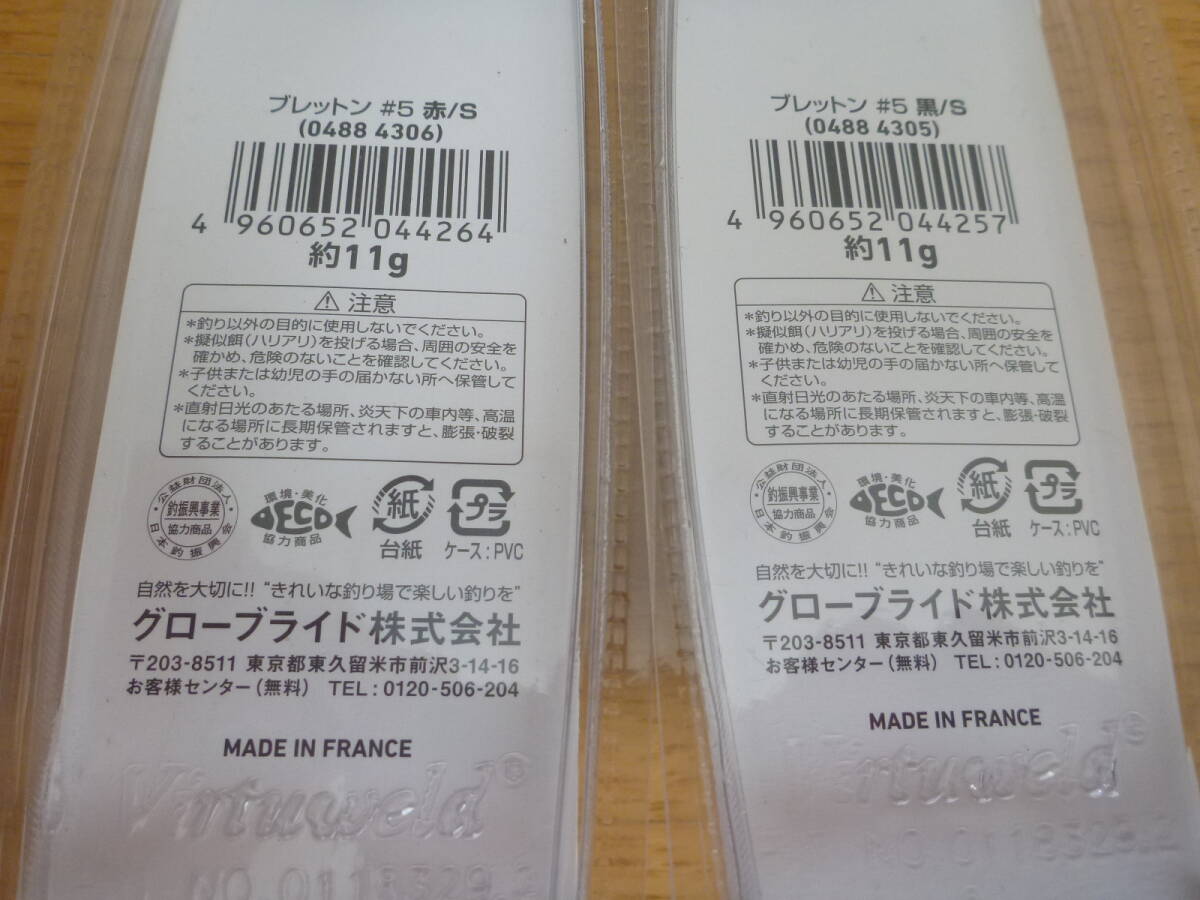 ブレットン #5 赤/S
(0488 4306)
4 960652 044264
約11g
⚠ 注意
*釣り以外の目的に使用しないでください。
*擬似餌(ハリアリ)を投げる場合、周囲の安全を
確かめ、危険のないことを確認してください。
*子供または幼児の手の届かない所へ保管して
ください。
*直射日光のあたる場所、炎天下の車内等、高温
になる場所に長期保管されますと、膨張・破裂
することがあります。
公益財団法人
釣振興事業
協力商品
日本釣振興会
環境・美化
ECO
協力商品
紙
台紙
プラ
ケース:PVC
自然を大切に!! "きれいな釣り場で楽しい釣りを"
グローブライド株式会社
〒203-8511 東京都東久留米市前沢3-14-16
お客様センター(無料) TEL:0120-506-204
MADE IN FRANCE
Virtuweld®
NO.0118329.2
ブレットン #5 黒/S
(0488 4305)
4 960652 044257
約11g
⚠ 注意
*釣り以外の目的に使用しないでください。
*擬似餌(ハリアリ)を投げる場合、周囲の安全を
確かめ、危険のないことを確認してください。
*子供または幼児の手の届かない所へ保管して
ください。
*直射日光のあたる場所、炎天下の車内等、高温
になる場所に長期保管されますと、膨張・破裂
することがあります。
公益財団法人
釣振興事業
協力商品
日本釣振興会
環境・美化
ECO
協力商品
紙
台紙
プラ
ケース:PVC
自然を大切に!! "きれいな釣り場で楽しい釣りを"
グローブライド株式会社
〒203-8511 東京都東久留米市前沢3-14-16
お客様センター(無料) TEL:0120-506-204
MADE IN FRANCE
Virtuweld®
NO.0118329.2